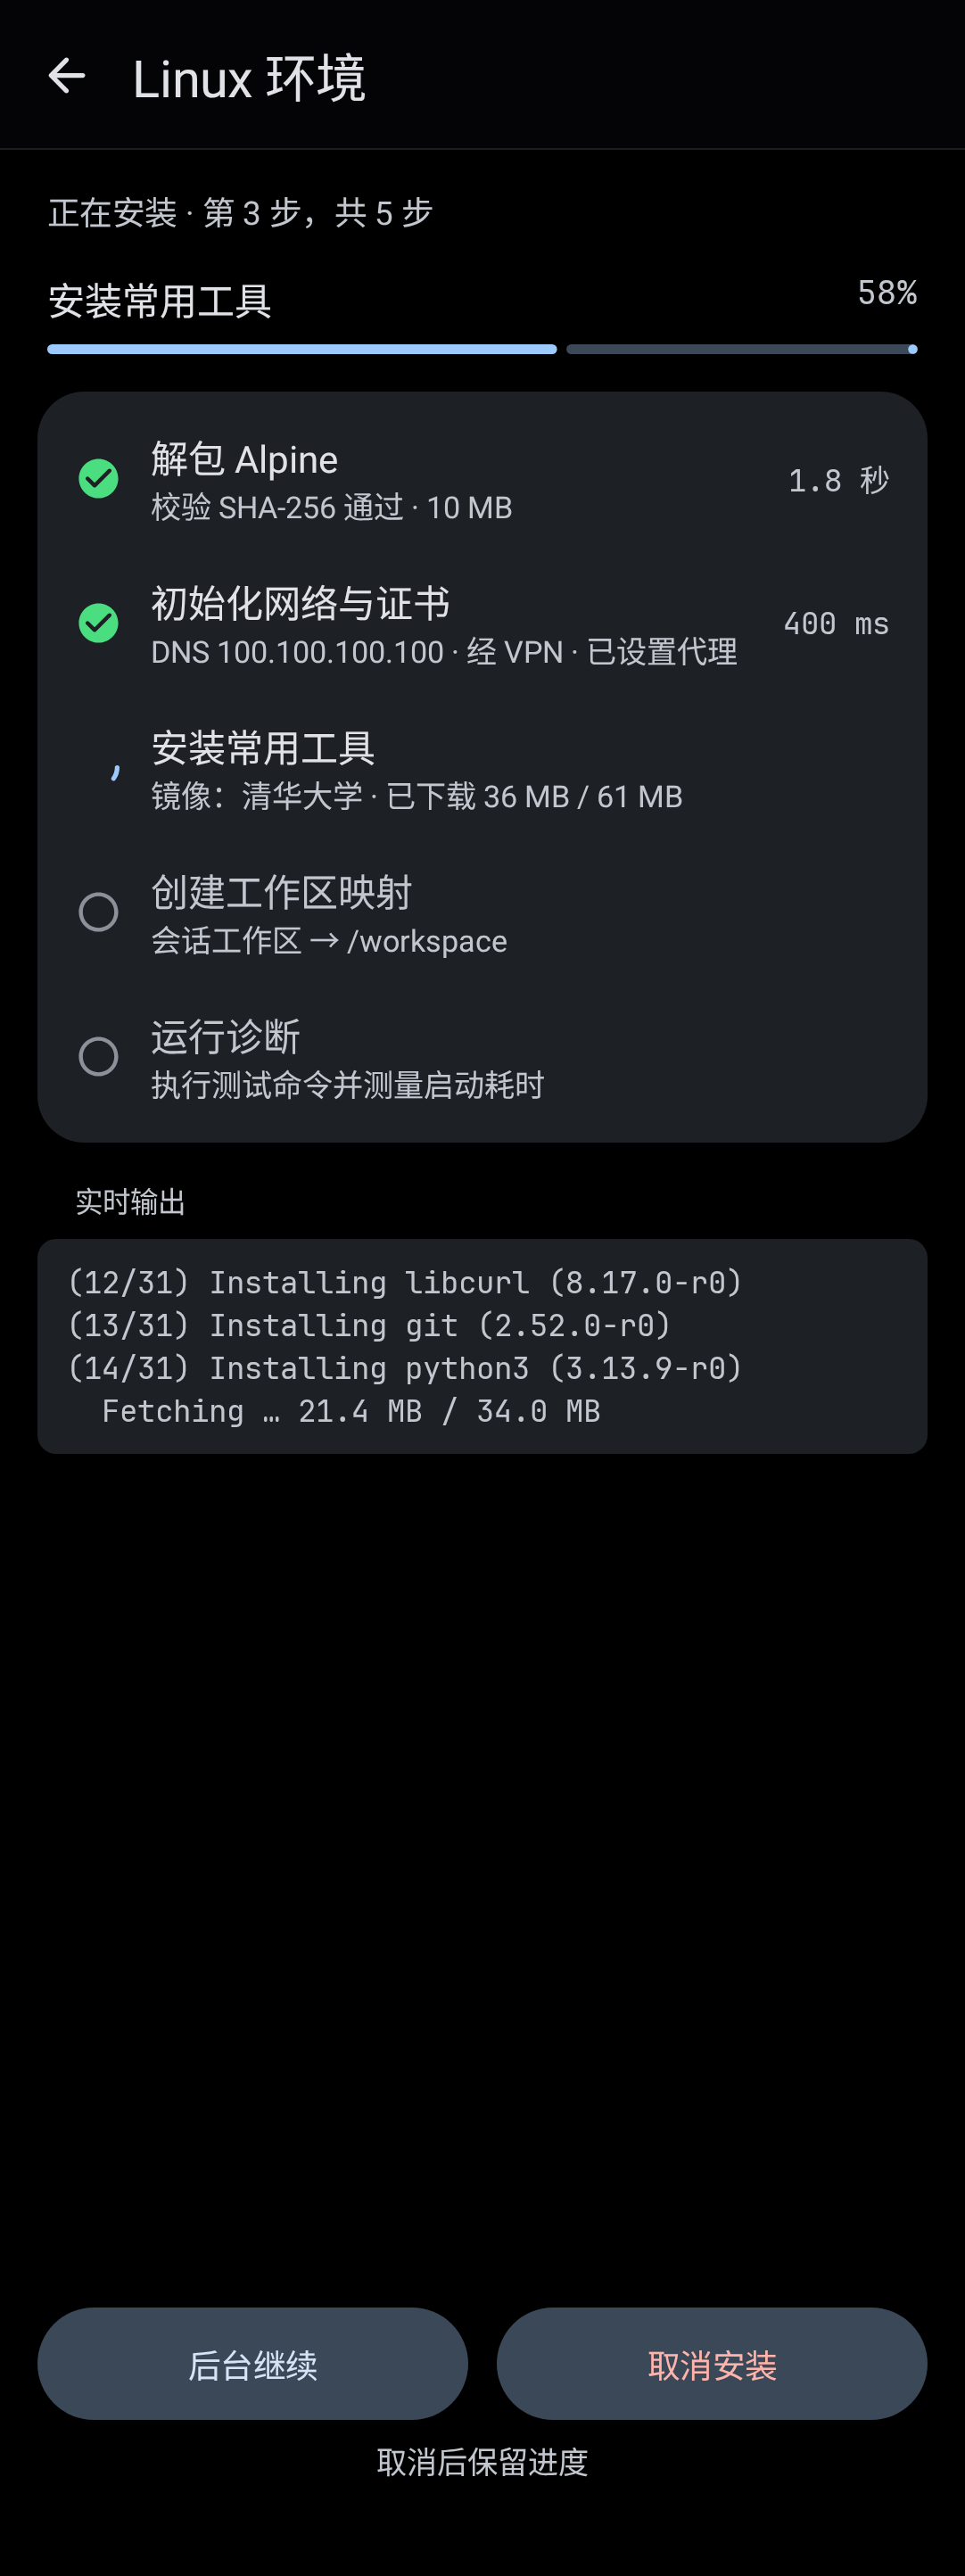 Linux 环境
正在安装 · 第 3 步，共 5 步
安装常用工具
58%
解包 Alpine
校验 SHA-256 通过 · 10 MB
1.8 秒
初始化网络与证书
DNS 100.100.100.100 · 经 VPN · 已设置代理
400 ms
安装常用工具
镜像：清华大学 · 已下载 36 MB / 61 MB
创建工作区映射
会话工作区 → /workspace
运行诊断
执行测试命令并测量启动耗时
实时输出
(12/31) Installing libcurl (8.17.0-r0)
(13/31) Installing git (2.52.0-r0)
(14/31) Installing python3 (3.13.9-r0)
Fetching … 21.4 MB / 34.0 MB
后台继续
取消安装
取消后保留进度